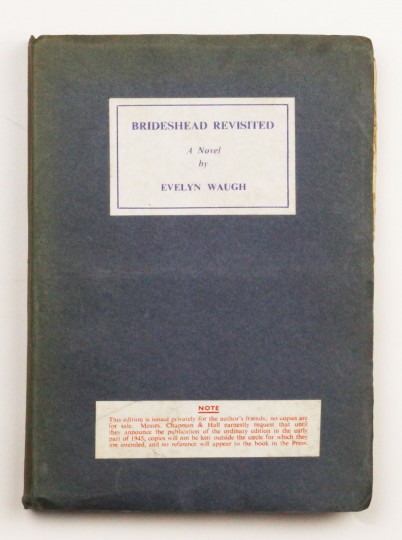 BRIDESHEAD REVISITED
A Novel
by
EVELYN WAUGH
NOTE
This edition is issued privately for the author's friends; no copies are
for sale. Messrs. Chapman & Hall earnestly request that until
they announce the publication of the ordinary edition in the early
part of 1945, copies will not be lent outside the circle for which they
are intended, and no reference will appear to the book in the Press.